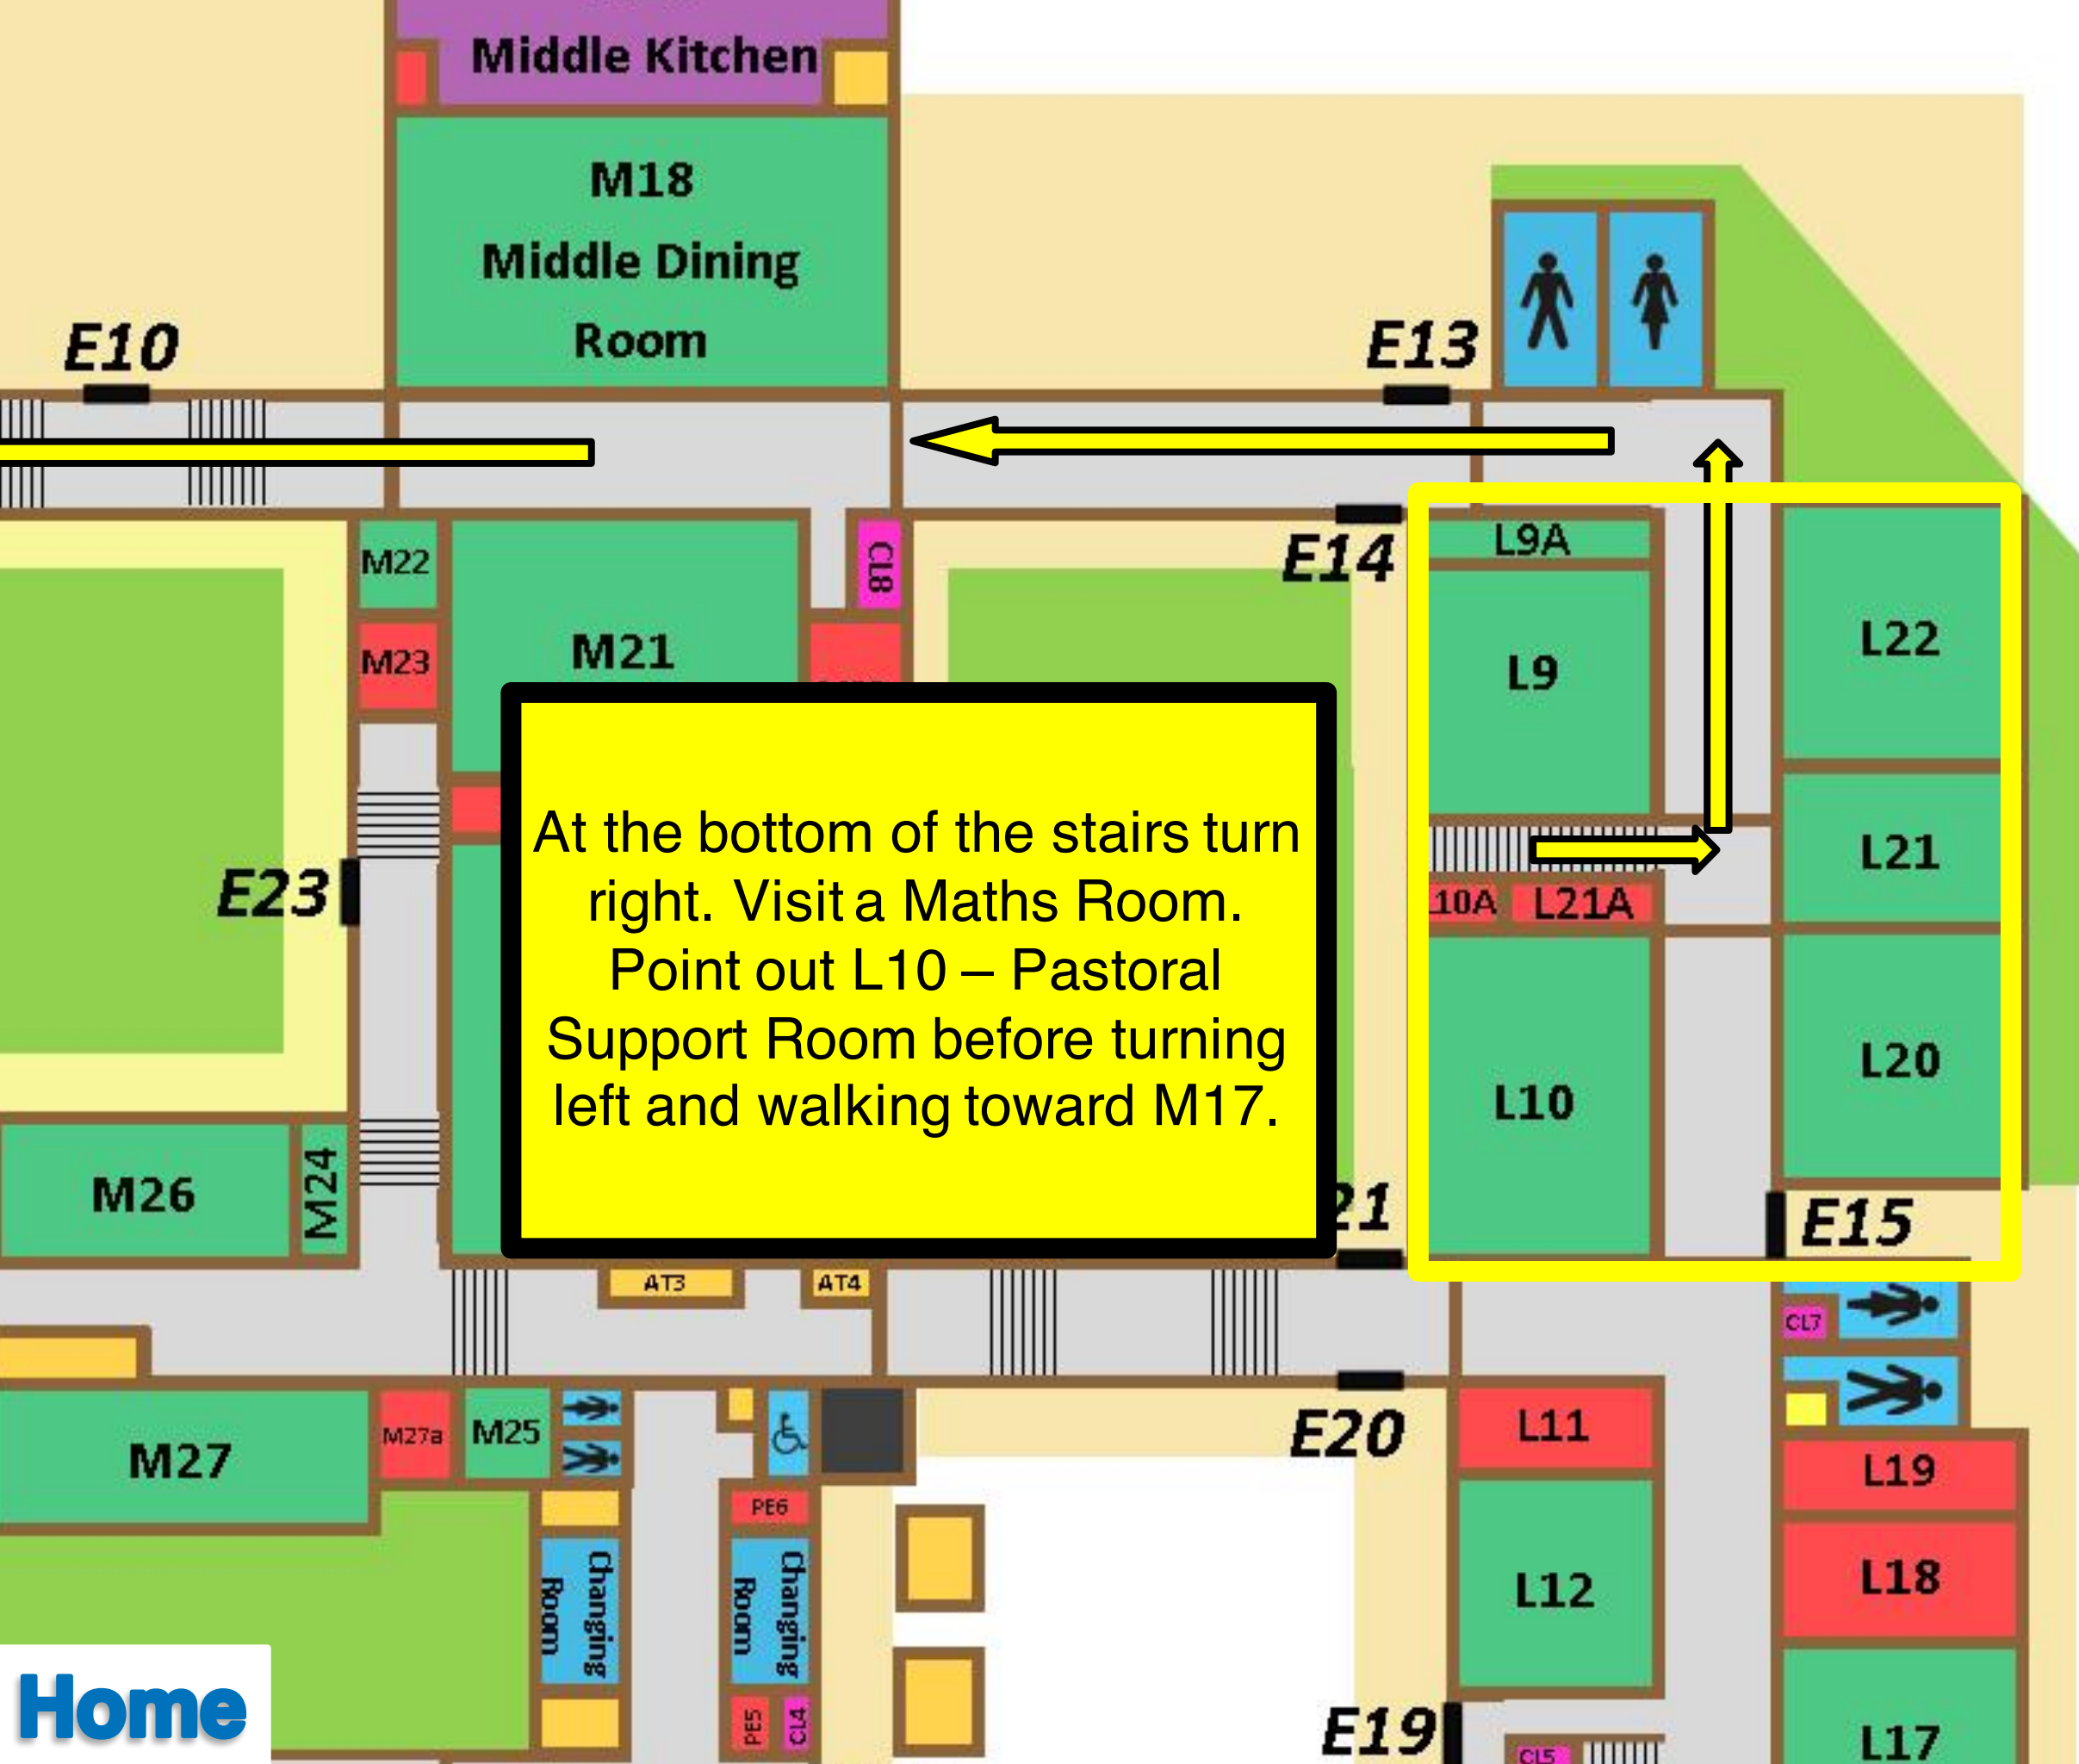 Middle Kitchen
M18
Middle Dining
Room
E10
E13
E14
L9A
M22
CL8
L22
M23
M21
L9
At the bottom of the stairs turn
right. Visit a Maths Room.
Point out L10 – Pastoral
Support Room before turning
left and walking toward M17.
L21
E23
10A
L21A
L20
L10
M26
M24
21
E15
AT3
AT4
CL7
M27
M27a
M25
E20
L11
L19
PE6
L18
Changing
Room
Changing
Room
L12
Home
PE5
CL4
E19
L17
CL5